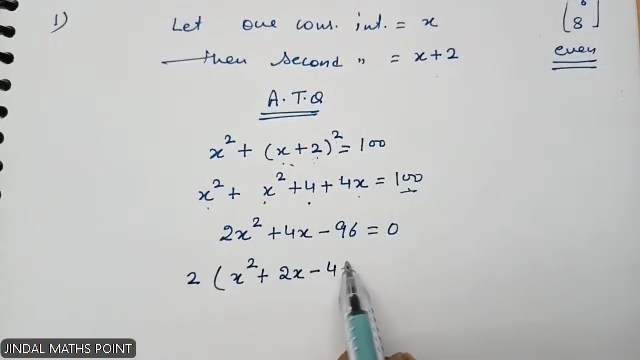 1) Let one cons. int. = x
8
then second " = x+2
even
A.T.Q
x² + (x+2)² = 100
x² + x² + 4 + 4x = 100
2x² + 4x - 96 = 0
2 (x² + 2x - 4
JINDAL MATHS POINT